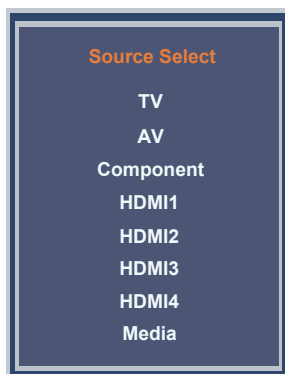 Source Select
TV
AV
Component
HDMI1
HDMI2
HDMI3
HDMI4
Media